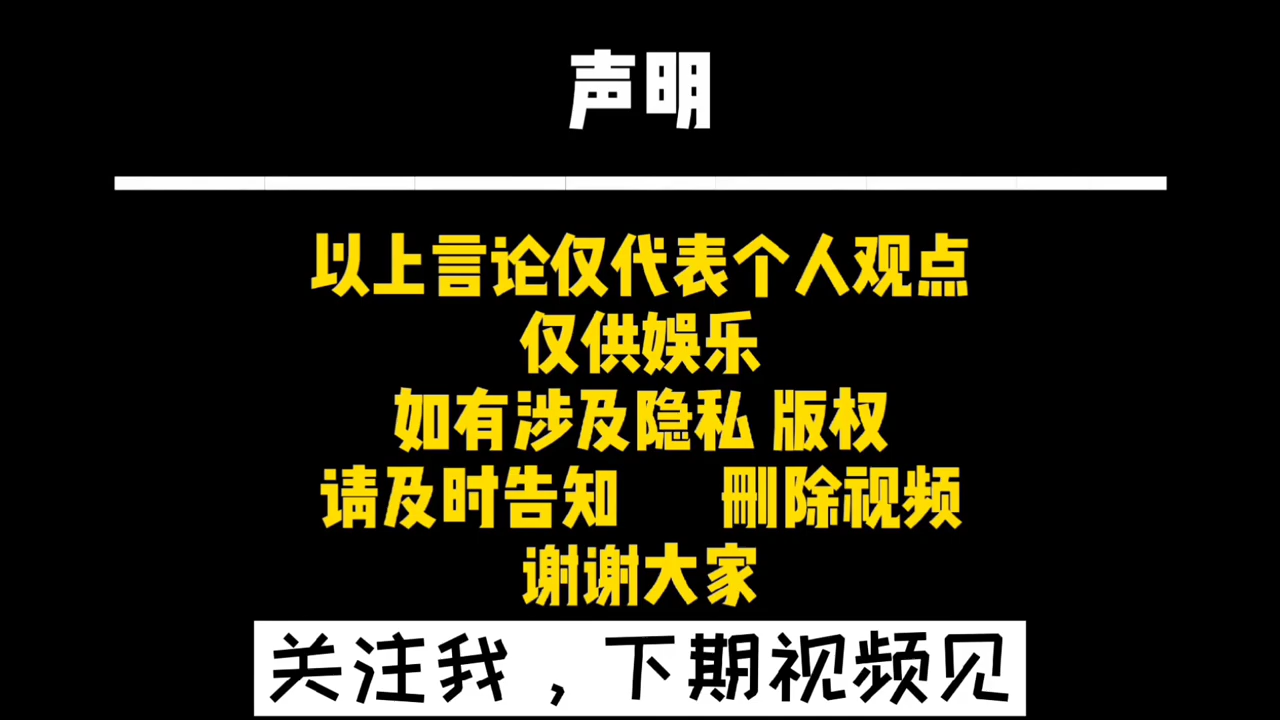 声明
以上言论仅代表个人观点
仅供娱乐
如有涉及隐私 版权
请及时告知 删除视频
谢谢大家
关注我，下期视频见